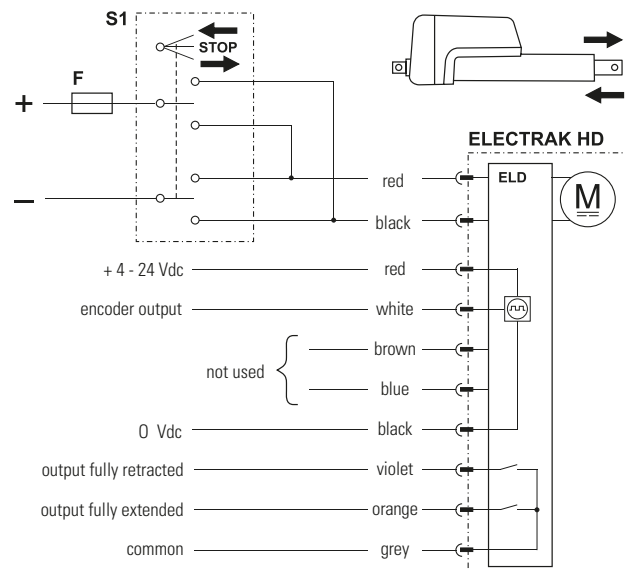 S1
STOP
F
+
–
ELECTRAK HD
ELD
M
red
black
+ 4 - 24 Vdc red
encoder output white
not used
brown
blue
0 Vdc black
output fully retracted violet
output fully extended orange
common grey